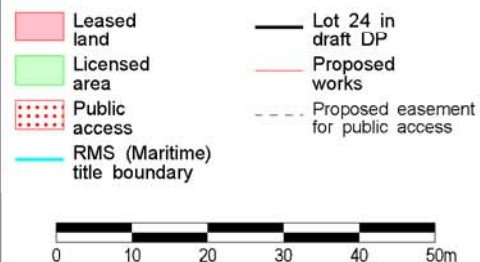 Leased
land
Licensed
area
Public
access
RMS (Maritime)
title boundary
Lot 24 in
draft DP
Proposed
works
Proposed easement
for public access
0 10 20 30 40 50m